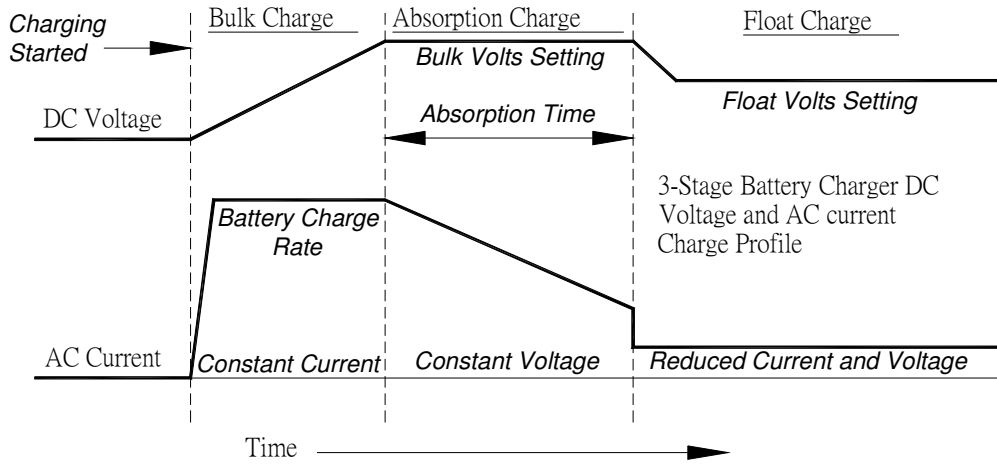 Charging
Started
Bulk Charge
Absorption Charge
Float Charge
Bulk Volts Setting
Float Volts Setting
DC Voltage
Absorption Time
3-Stage Battery Charger DC
Voltage and AC current
Charge Profile
Battery Charge
Rate
AC Current
Constant Current
Constant Voltage
Reduced Current and Voltage
Time